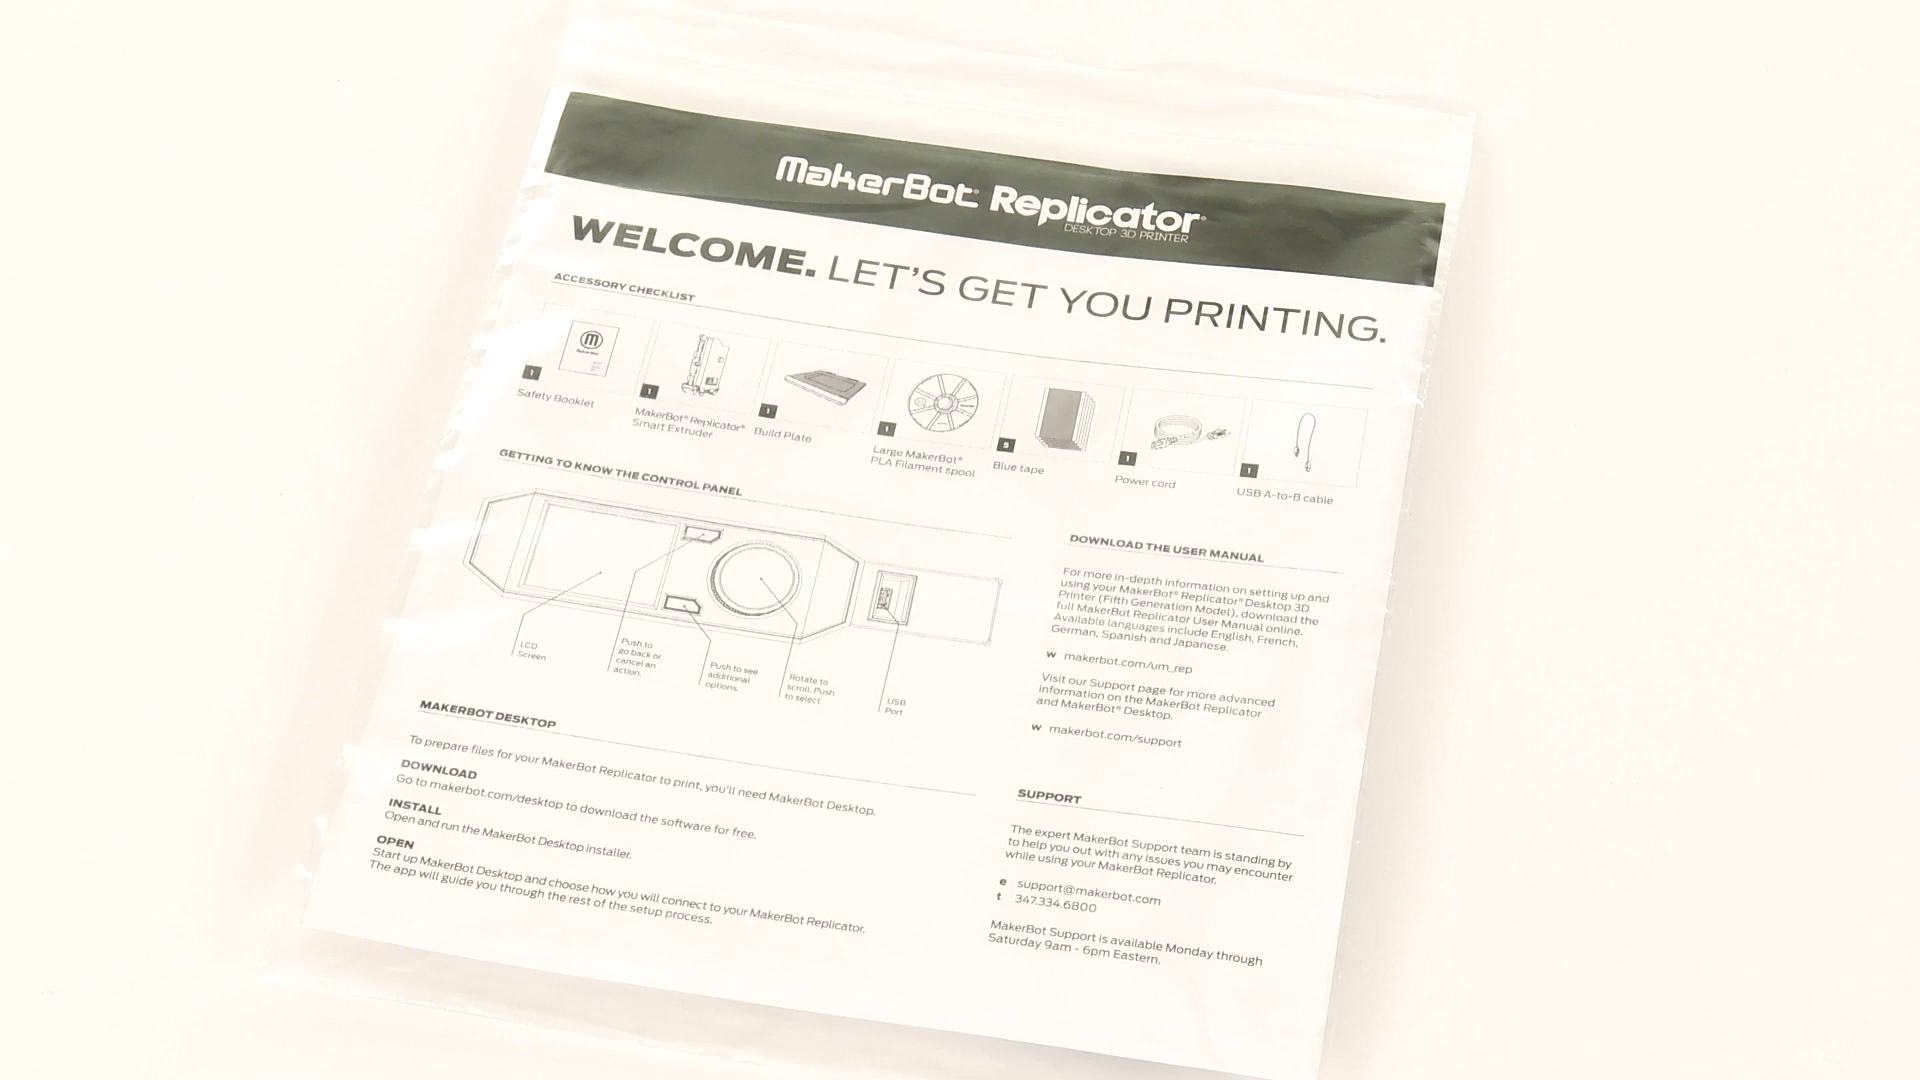 MakerBot® Replicator®
DESKTOP 3D PRINTER
WELCOME. LET'S GET YOU PRINTING.
ACCESSORY CHECKLIST
1
Safety Booklet
1
MakerBot® Replicator®
Smart Extruder
1
Build Plate
1
Large MakerBot®
PLA Filament spool
5
Blue tape
1
Power cord
1
USB A-to-B cable
GETTING TO KNOW THE CONTROL PANEL
LCD
Screen
Push to
go back or
cancel an
action.
Push to see
additional
options.
Rotate to
scroll. Push
to select.
USB
Port
MAKERBOT DESKTOP
To prepare files for your MakerBot Replicator to print, you'll need MakerBot Desktop.
DOWNLOAD
Go to makerbot.com/desktop to download the software for free.
INSTALL
Open and run the MakerBot Desktop installer.
OPEN
Start up MakerBot Desktop and choose how you will connect to your MakerBot Replicator.
The app will guide you through the rest of the setup process.
DOWNLOAD THE USER MANUAL
For more in-depth information on setting up and
using your MakerBot® Replicator® Desktop 3D
Printer (Fifth Generation Model), download the
full MakerBot Replicator User Manual online.
Available languages include English, French,
German, Spanish and Japanese.
w makerbot.com/um_rep
Visit our Support page for more advanced
information on the MakerBot Replicator
and MakerBot® Desktop.
w makerbot.com/support
SUPPORT
The expert MakerBot Support team is standing by
to help you out with any issues you may encounter
while using your MakerBot Replicator.
e support@makerbot.com
t 347.334.6800
MakerBot Support is available Monday through
Saturday 9am - 6pm Eastern.